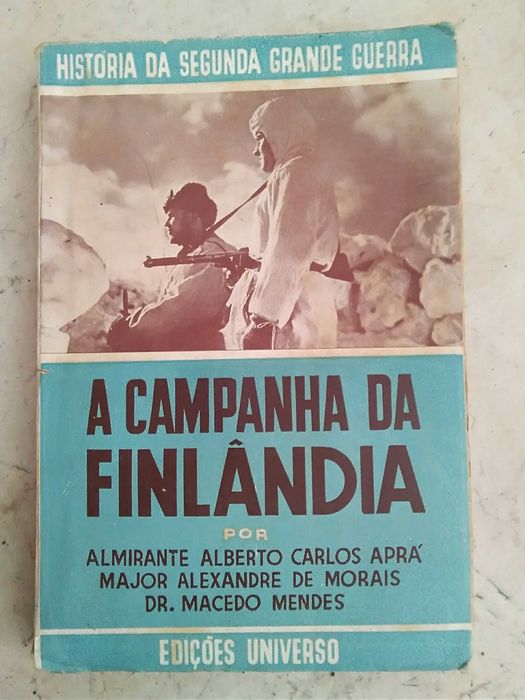 HISTÓRIA DA SEGUNDA GRANDE GUERRA
A CAMPANHA DA
FINLÂNDIA
POR
ALMIRANTE ALBERTO CARLOS APRÁ
MAJOR ALEXANDRE DE MORAIS
DR. MACEDO MENDES
EDIÇÕES UNIVERSO